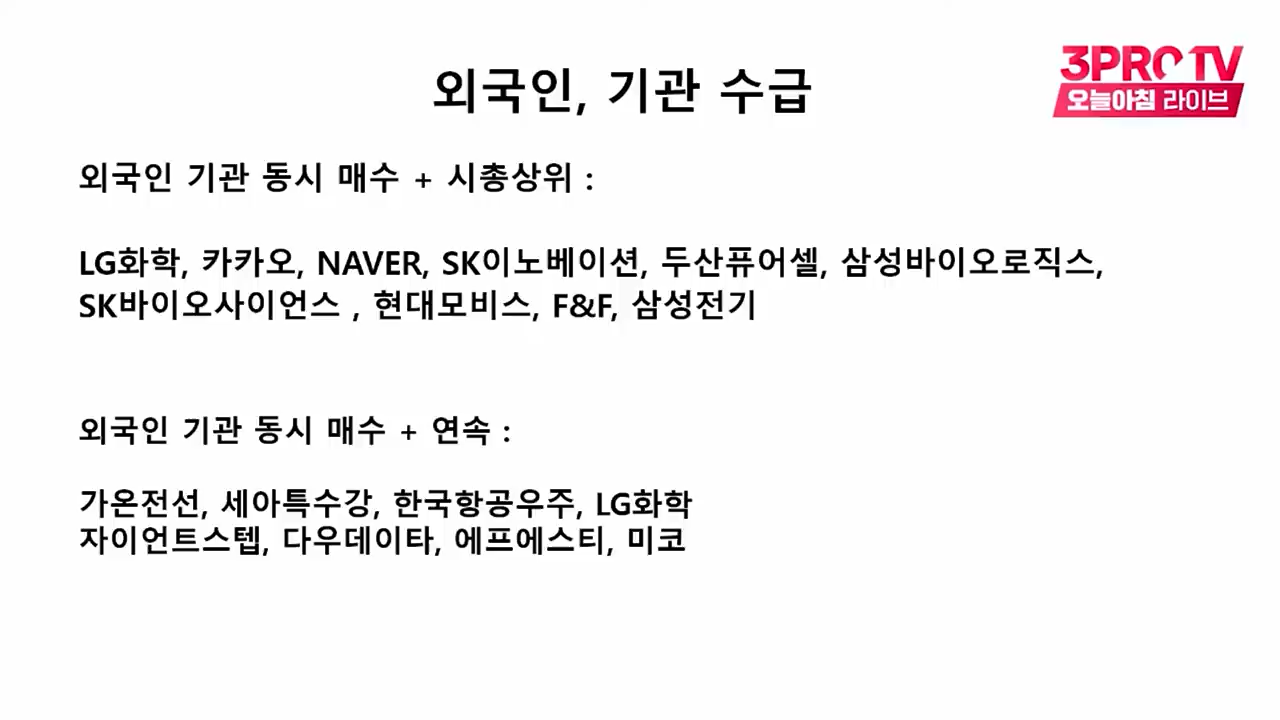 외국인, 기관 수급
3PRO TV
오늘아침 라이브
외국인 기관 동시 매수 + 시총상위 :
LG화학, 카카오, NAVER, SK이노베이션, 두산퓨어셀, 삼성바이오로직스,
SK바이오사이언스 , 현대모비스, F&F, 삼성전기
외국인 기관 동시 매수 + 연속 :
가온전선, 세아특수강, 한국항공우주, LG화학
자이언트스텝, 다우데이타, 에프에스티, 미코